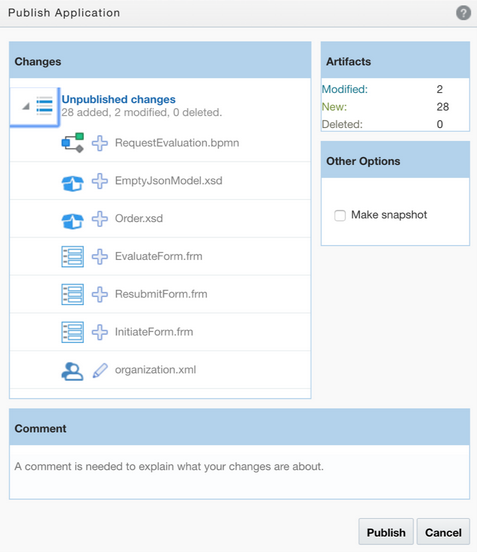 Publish Application
?
Changes
Unpublished changes
28 added, 2 modified, 0 deleted.
RequestEvaluation.bpmn
EmptyJsonModel.xsd
Order.xsd
EvaluateForm.frm
ResubmitForm.frm
InitiateForm.frm
organization.xml
Artifacts
Modified: 2
New: 28
Deleted: 0
Other Options
Make snapshot
Comment
A comment is needed to explain what your changes are about.
Publish Cancel